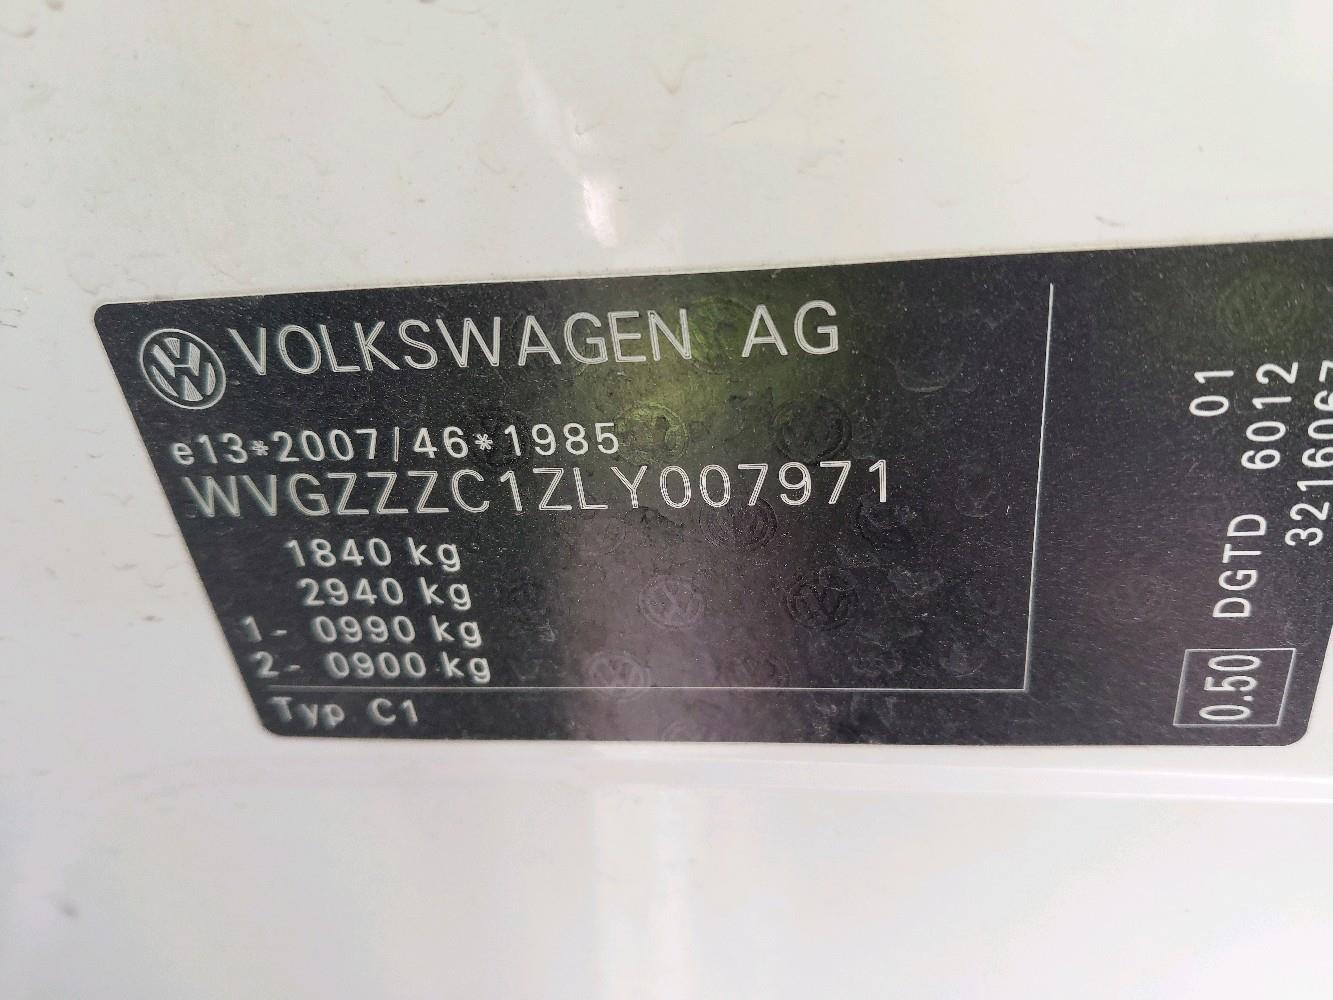 VOLKSWAGEN AG
e13*2007/46*1985
WVGZZZC1ZLY007971
1840 kg
2940 kg
1- 0990 kg
2- 0900 kg
Typ C1
01
0.50 DGTD 6012
3216067